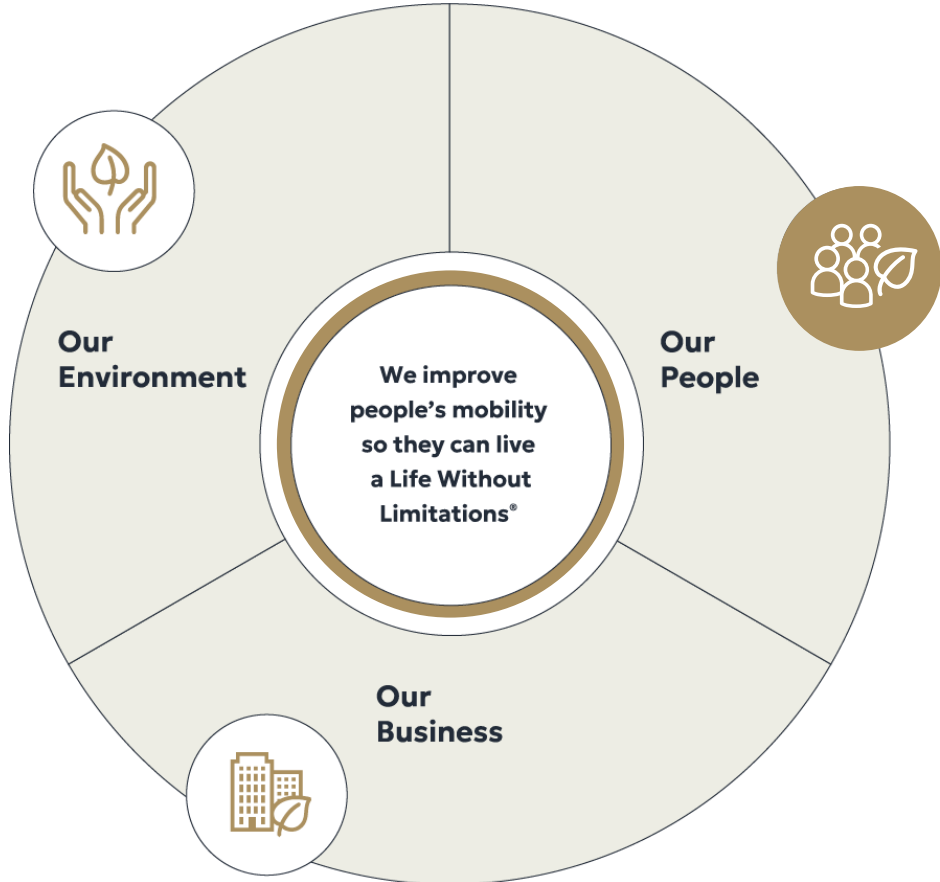 Our
Environment
Our
People
We improve
people’s mobility
so they can live
a Life Without
Limitations®
Our
Business